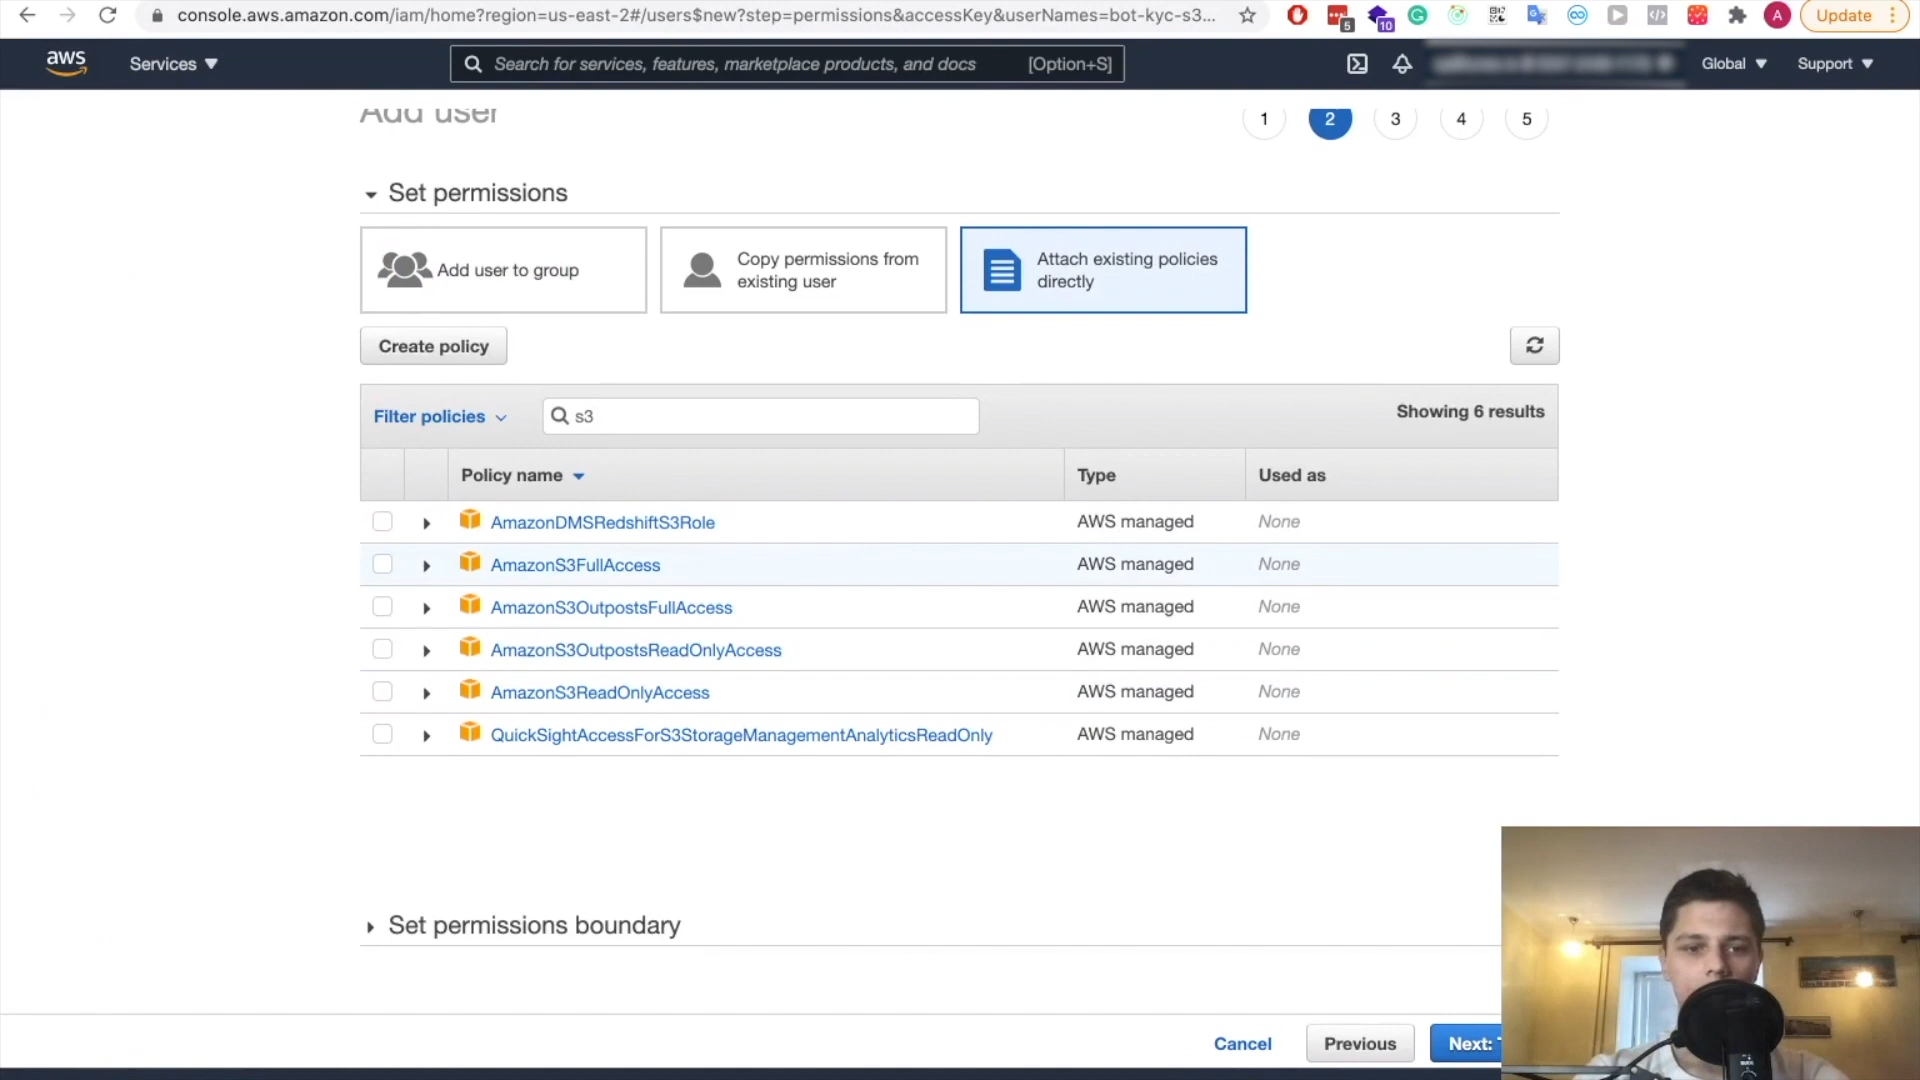 console.aws.amazon.com/iam/home?region=us-east-2#/users$new?step=permissions&accessKey&userNames=bot-kyc-s3...
5
10
A
Update
aws
Services
Search for services, features, marketplace products, and docs
[Option+S]
Global
Support
Add user
1
2
3
4
5
Set permissions
Add user to group
Copy permissions from
existing user
Attach existing policies
directly
Create policy
Filter policies
s3
Showing 6 results
Policy name
Type
Used as
AmazonDMSRedshiftS3Role
AWS managed
None
AmazonS3FullAccess
AWS managed
None
AmazonS3OutpostsFullAccess
AWS managed
None
AmazonS3OutpostsReadOnlyAccess
AWS managed
None
AmazonS3ReadOnlyAccess
AWS managed
None
QuickSightAccessForS3StorageManagementAnalyticsReadOnly
AWS managed
None
Set permissions boundary
Cancel
Previous
Next: